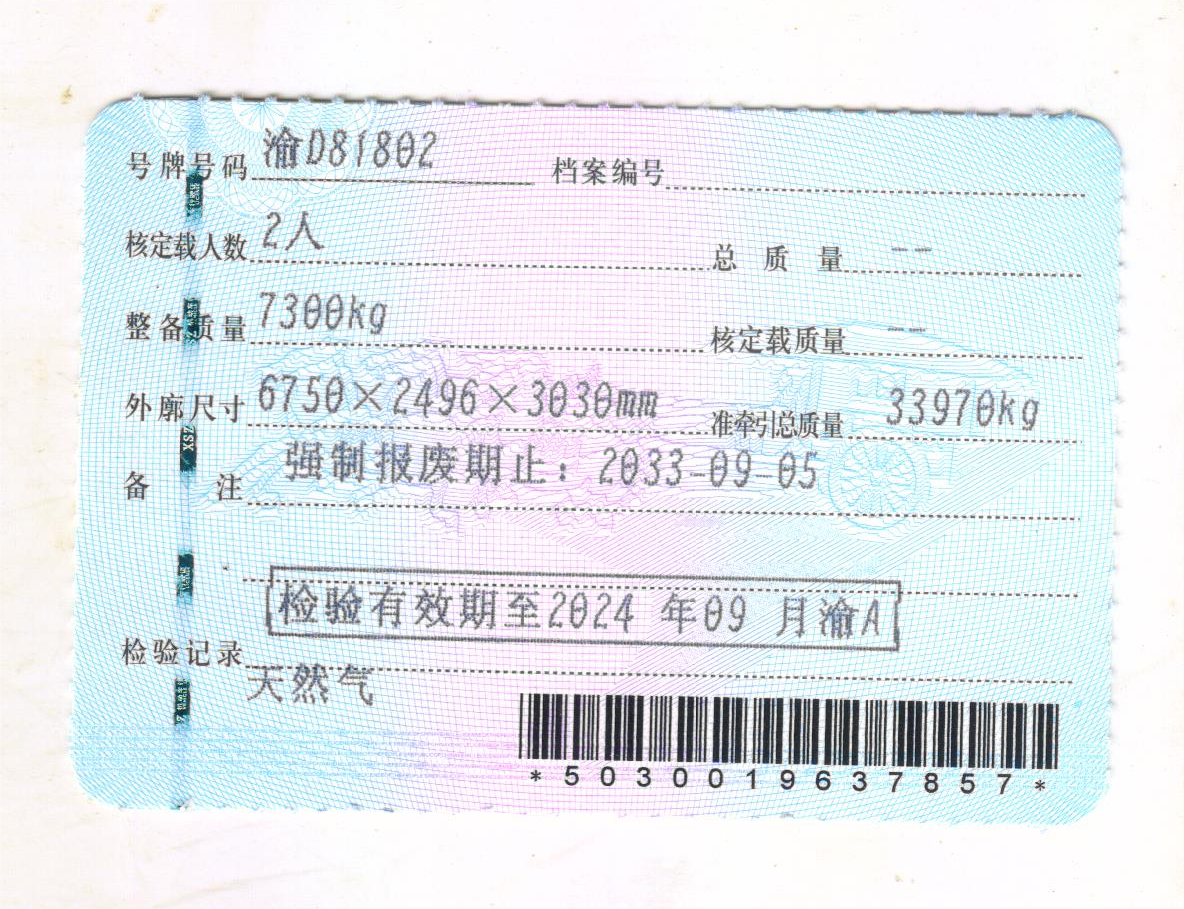 号牌号码 渝D81802 档案编号
核定载人数 2人 总质量 --
整备质量 7300kg 核定载质量 --
外廓尺寸 6750×2496×3030mm 准牵引总质量 33970kg
备注 强制报废期止：2033-09-05
检验有效期至2024 年09 月渝A
检验记录
天然气
*5030019637857*
XSZ